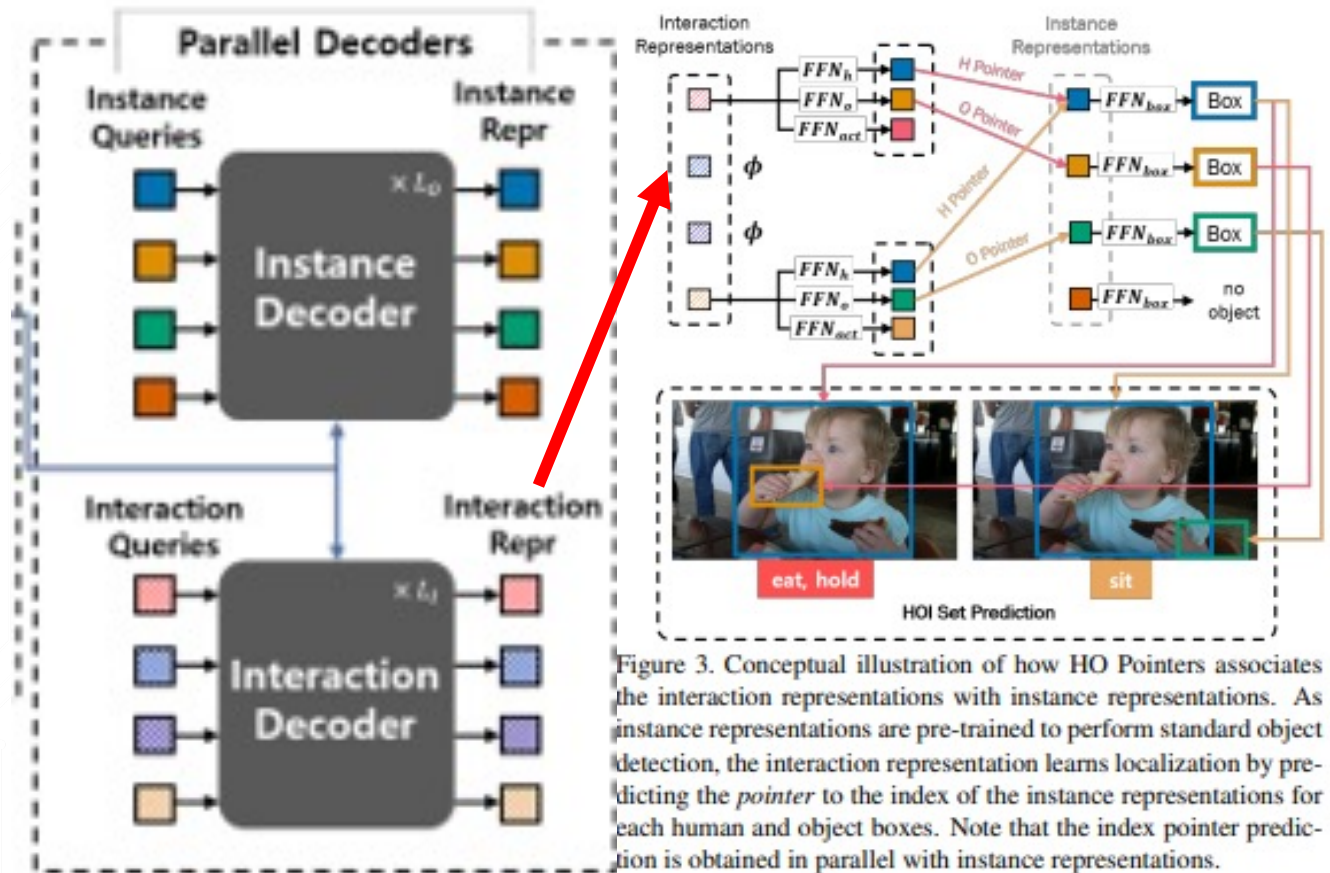 Parallel Decoders
Instance
Queries
Instance
Repr
× L_D
Instance
Decoder
Interaction
Queries
Interaction
Repr
× L_I
Interaction
Decoder
Interaction
Representations
Instance
Representations
FFN_h
FFN_o
FFN_act
ϕ
ϕ
FFN_h
FFN_o
FFN_act
H Pointer
O Pointer
H Pointer
O Pointer
FFN_box
Box
FFN_box
Box
FFN_box
Box
FFN_box
no
object
eat, hold
sit
HOI Set Prediction
Figure 3. Conceptual illustration of how HO Pointers associates
the interaction representations with instance representations. As
instance representations are pre-trained to perform standard object
detection, the interaction representation learns localization by pre-
dicting the pointer to the index of the instance representations for
each human and object boxes. Note that the index pointer predic-
tion is obtained in parallel with instance representations.